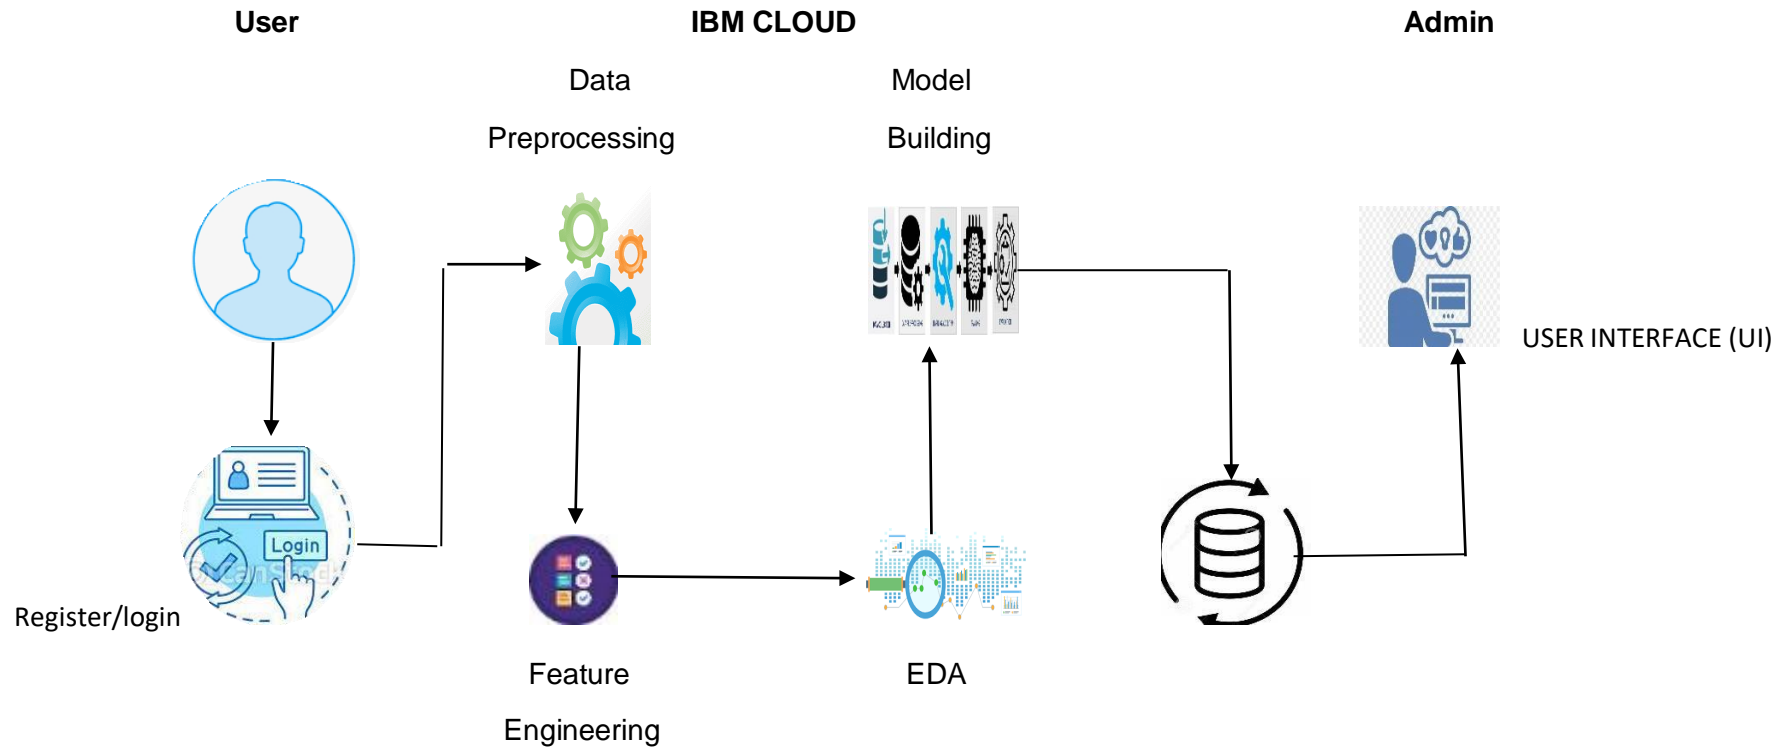 User
IBM CLOUD
Admin
Data
Preprocessing
Model
Building
USER INTERFACE (UI)
Login
Register/login
Feature
Engineering
EDA